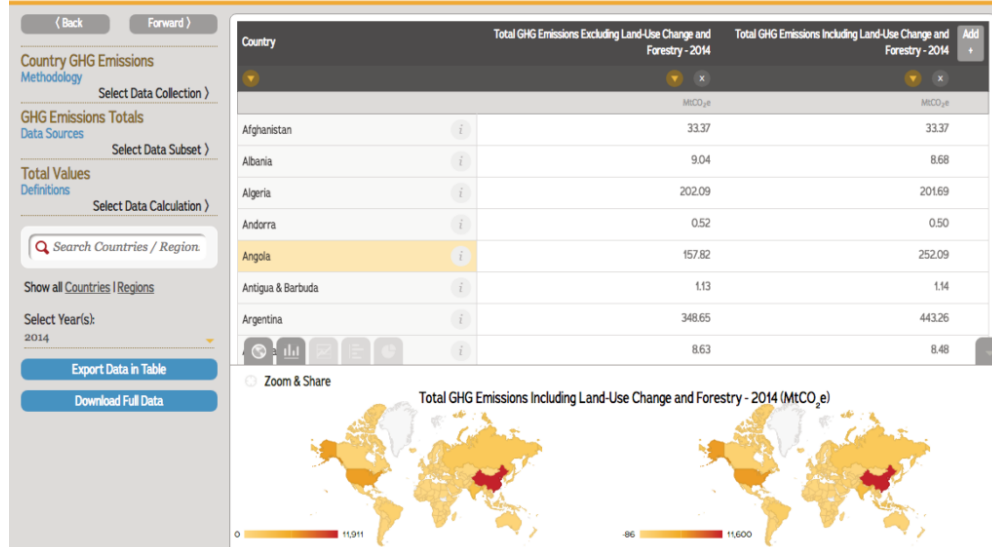 ⟨ Back
Forward ⟩
Country GHG Emissions
Methodology
Select Data Collection ⟩
GHG Emissions Totals
Data Sources
Select Data Subset ⟩
Total Values
Definitions
Select Data Calculation ⟩
Search Countries / Region.
Show all Countries | Regions
Select Year(s):
2014
Export Data in Table
Download Full Data
Country
Total GHG Emissions Excluding Land-Use Change and
Forestry - 2014
Total GHG Emissions Including Land-Use Change and
Forestry - 2014
Add
+
x
x
MtCO₂e
MtCO₂e
Afghanistan i 33.37 33.37
Albania i 9.04 8.68
Algeria i 202.09 201.69
Andorra i 0.52 0.50
Angola i 157.82 252.09
Antigua & Barbuda i 1.13 1.14
Argentina i 348.65 443.26
i 8.63 8.48
Zoom & Share
Total GHG Emissions Including Land-Use Change and Forestry - 2014 (MtCO₂e)
0 11,911
-86 11,600